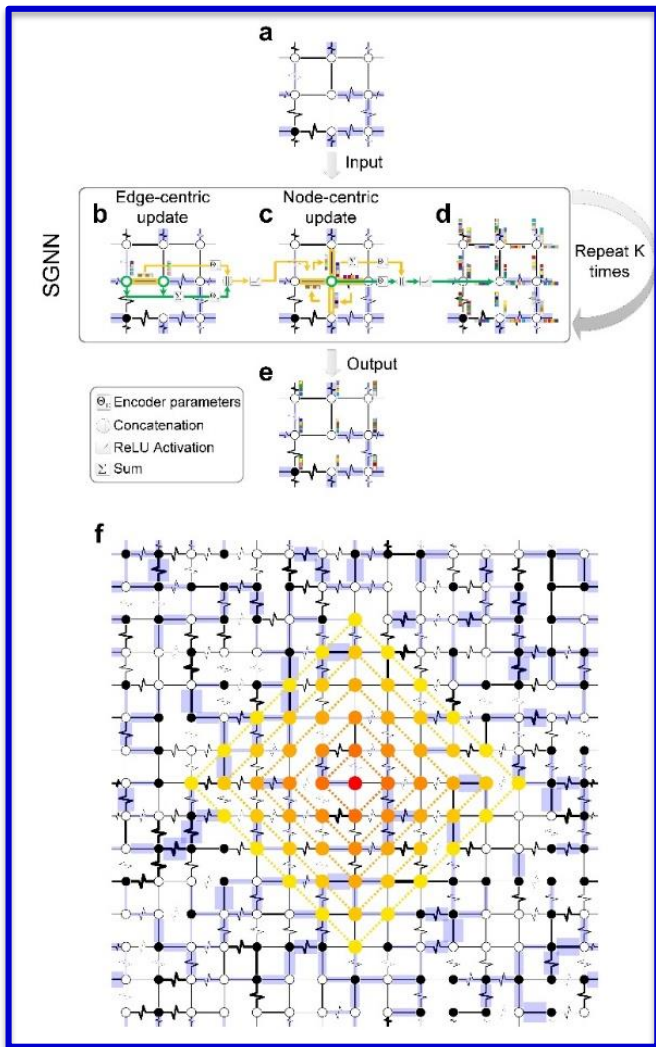 a
Input
Edge-centric
update
Node-centric
update
b
c
d
SGNN
Repeat K
times
Output
e
Encoder parameters
Concatenation
ReLU Activation
Σ Sum
f